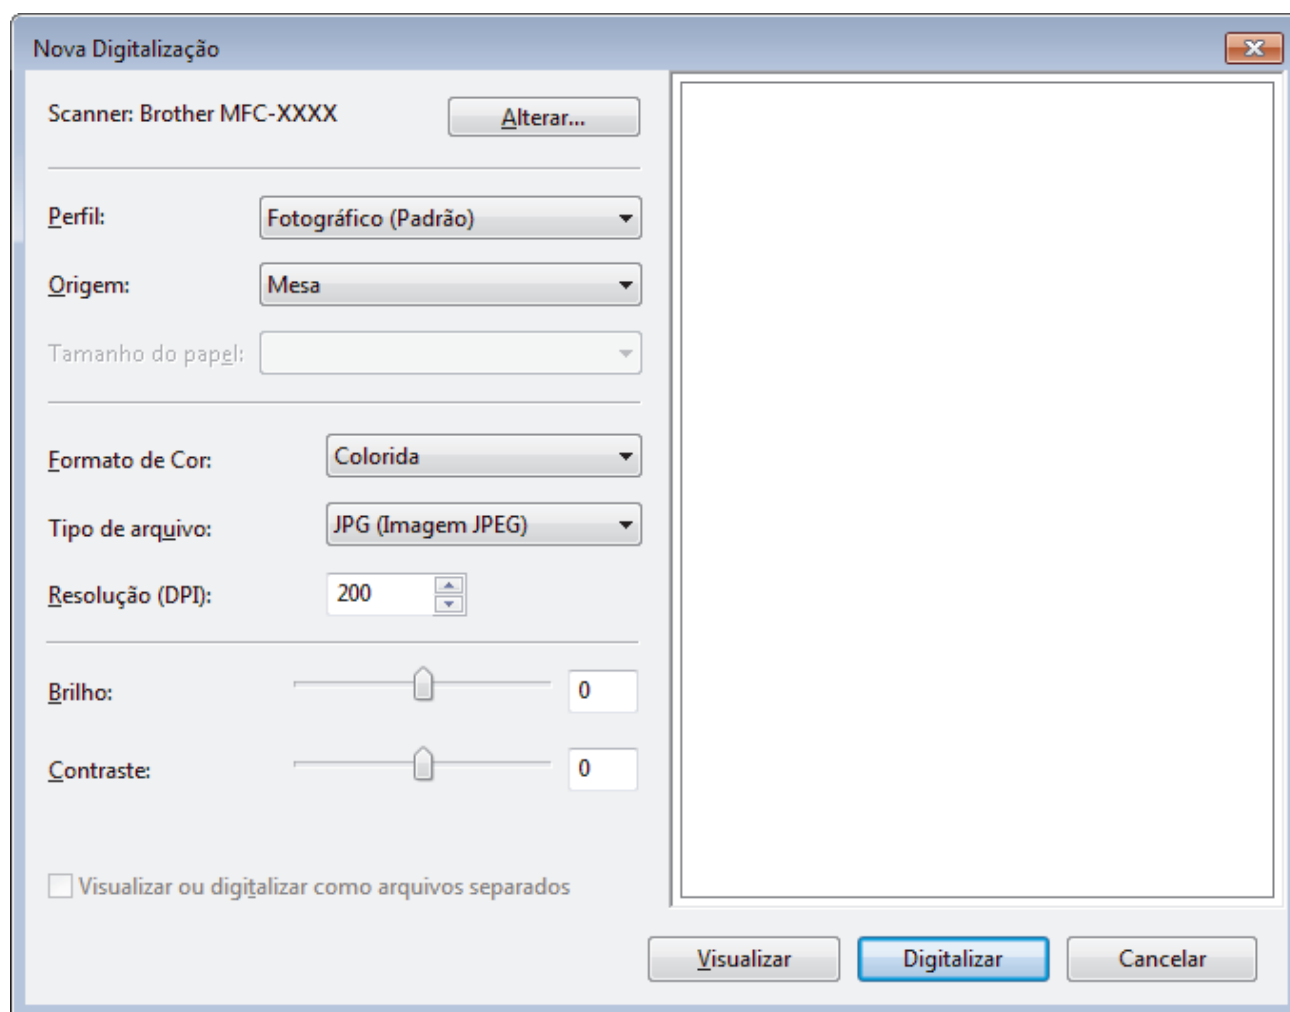 Nova Digitalização
Scanner: Brother MFC-XXXX Alterar...
Perfil: Fotográfico (Padrão)
Origem: Mesa
Tamanho do papel:
Formato de Cor: Colorida
Tipo de arquivo: JPG (Imagem JPEG)
Resolução (DPI): 200
Brilho: 0
Contraste: 0
Visualizar ou digitalizar como arquivos separados
Visualizar Digitalizar Cancelar